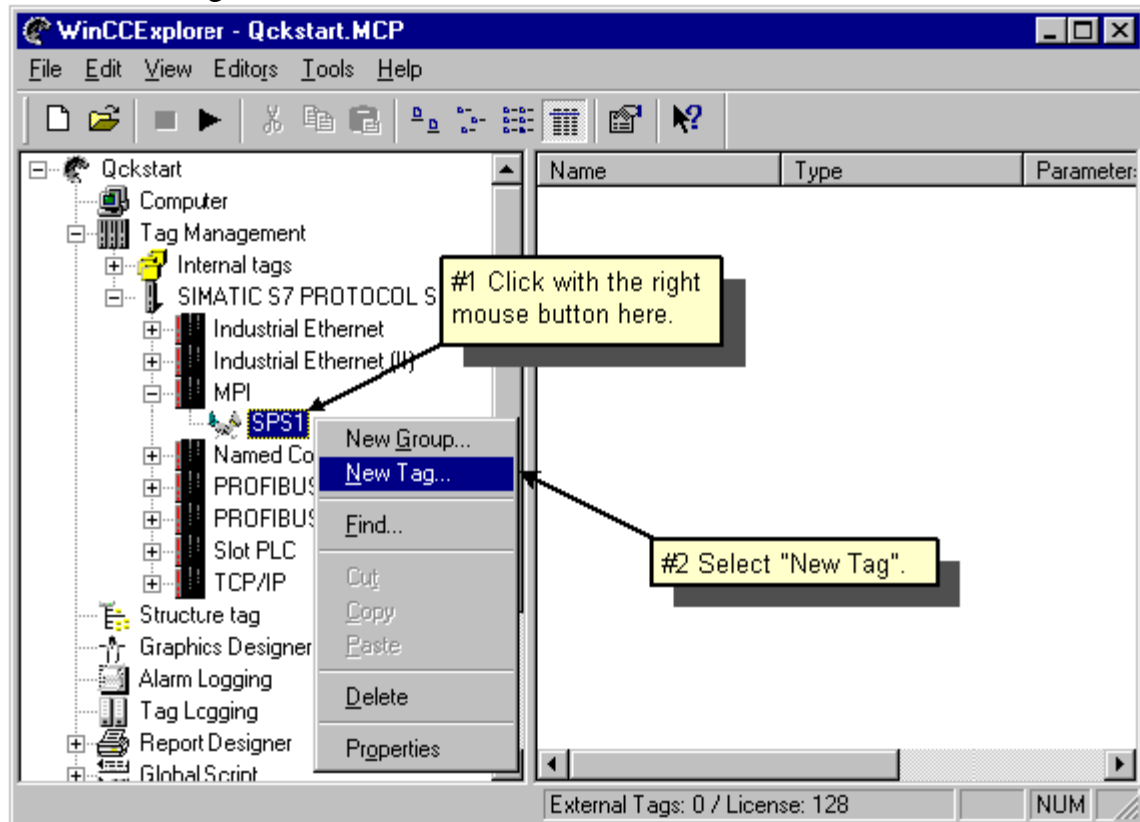 WinCCExplorer - Qckstart.MCP
File Edit View Editors Tools Help
Name Type Parameter
Qckstart
Computer
Tag Management
Internal tags
SIMATIC S7 PROTOCOL S
#1 Click with the right
mouse button here.
Industrial Ethernet
Industrial Ethernet (II)
MPI
SPS1
New Group...
Named Co
New Tag...
PROFIBUS
PROFIBUS
Find...
Slot PLC
#2 Select "New Tag".
TCP/IP
Cut
Structure tag
Copy
Graphics Designer
Paste
Alarm Logging
Delete
Tag Logging
Report Designer
Properties
Global Script
External Tags: 0 / License: 128
NUM